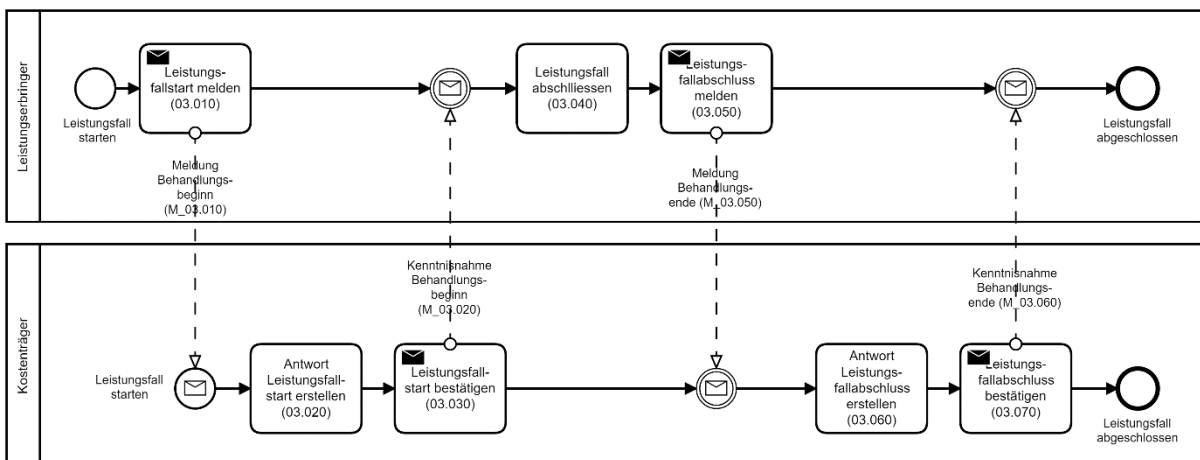 Leistungserbringer
Leistungsfall
starten
Leistungs-
fallstart melden
(03.010)
Meldung
Behandlungs-
beginn
(M_03.010)
Leistungsfall
abschlliessen
(03.040)
Leistungs-
fallabschluss
melden
(03.050)
Meldung
Behandlungs-
ende (M_03.050)
Leistungsfall
abgeschlossen
Kostenträger
Leistungsfall
starten
Antwort
Leistungsfall-
start erstellen
(03.020)
Kenntnisnahme
Behandlungs-
beginn
(M_03.020)
Leistungsfall-
start bestätigen
(03.030)
Antwort
Leistungs-
fallabschluss
erstellen
(03.060)
Kenntnisnahme
Behandlungs-
ende (M_03.060)
Leistungs-
fallabschluss
bestätigen
(03.070)
Leistungsfall
abgeschlossen